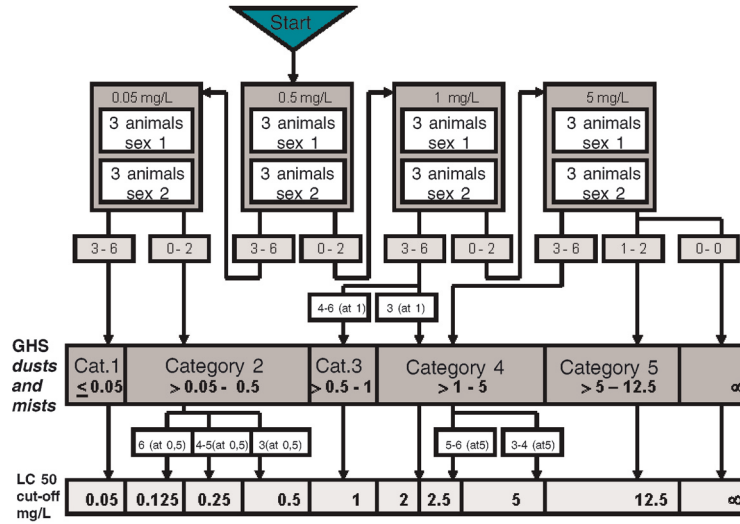 Start
0.05 mg/L
0.5 mg/L
1 mg/L
5 mg/L
3 animals
sex 1
3 animals
sex 1
3 animals
sex 1
3 animals
sex 1
3 animals
sex 2
3 animals
sex 2
3 animals
sex 2
3 animals
sex 2
3 - 6
0 - 2
3 - 6
0 - 2
3 - 6
0 - 2
3 - 6
1 - 2
0 - 0
4-6 (at 1)
3 (at 1)
GHS
dusts
and
mists
Cat.1
≤ 0.05
Category 2
> 0.05 - 0.5
Cat.3
> 0.5 - 1
Category 4
> 1 - 5
Category 5
> 5 – 12.5
∞
6 (at 0,5)
4-5(at 0,5)
3(at 0,5)
5-6 (at5)
3-4 (at5)
LC 50
cut-off
mg/L
0.05
0.125
0.25
0.5
1
2
2.5
5
12.5
∞